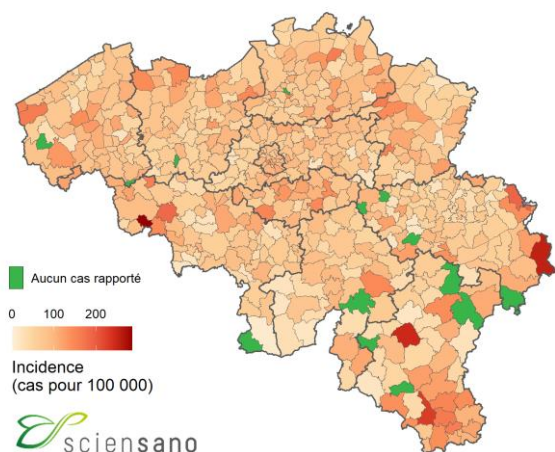 Aucun cas rapporté
0 100 200
Incidence
(cas pour 100 000)
sciensano